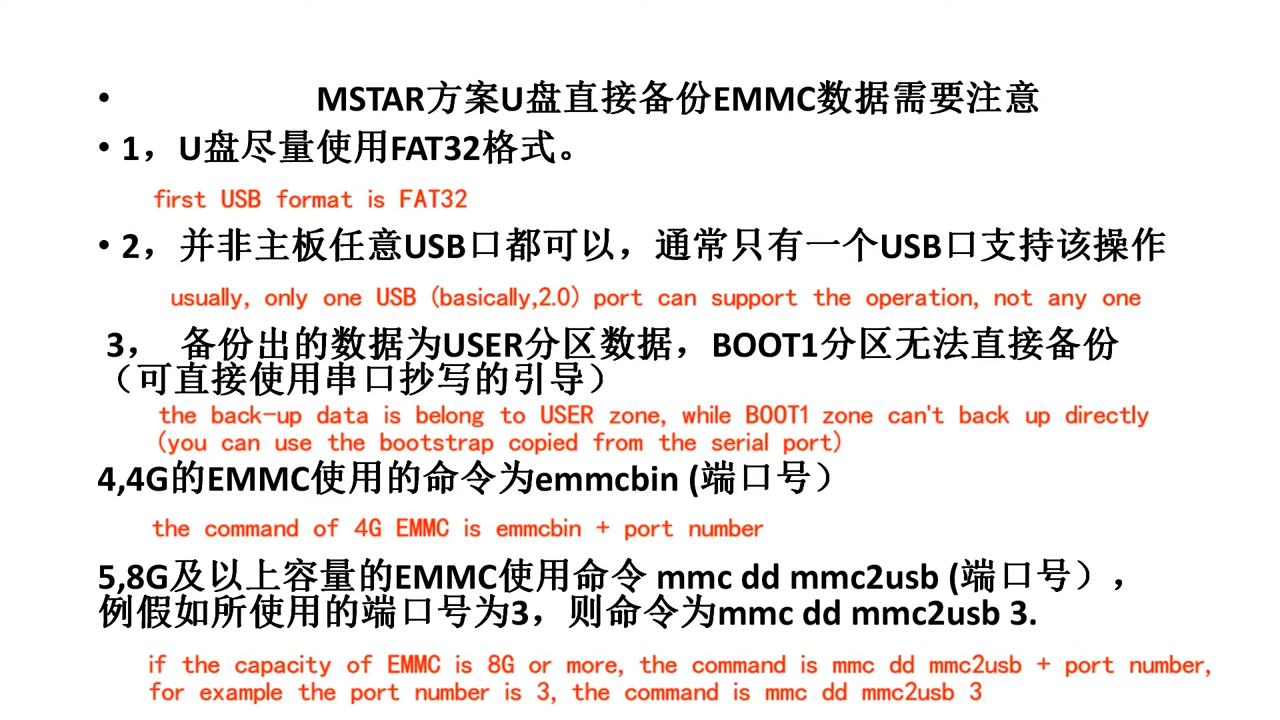 • MSTAR方案U盘直接备份EMMC数据需要注意
• 1，U盘尽量使用FAT32格式。
first USB format is FAT32
• 2，并非主板任意USB口都可以，通常只有一个USB口支持该操作
usually, only one USB (basically,2.0) port can support the operation, not any one
3， 备份出的数据为USER分区数据，BOOT1分区无法直接备份
（可直接使用串口抄写的引导）
the back-up data is belong to USER zone, while BOOT1 zone can't back up directly
(you can use the bootstrap copied from the serial port)
4,4G的EMMC使用的命令为emmcbin (端口号）
the command of 4G EMMC is emmcbin + port number
5,8G及以上容量的EMMC使用命令 mmc dd mmc2usb (端口号），
例假如所使用的端口号为3，则命令为mmc dd mmc2usb 3.
if the capacity of EMMC is 8G or more, the command is mmc dd mmc2usb + port number,
for example the port number is 3, the command is mmc dd mmc2usb 3